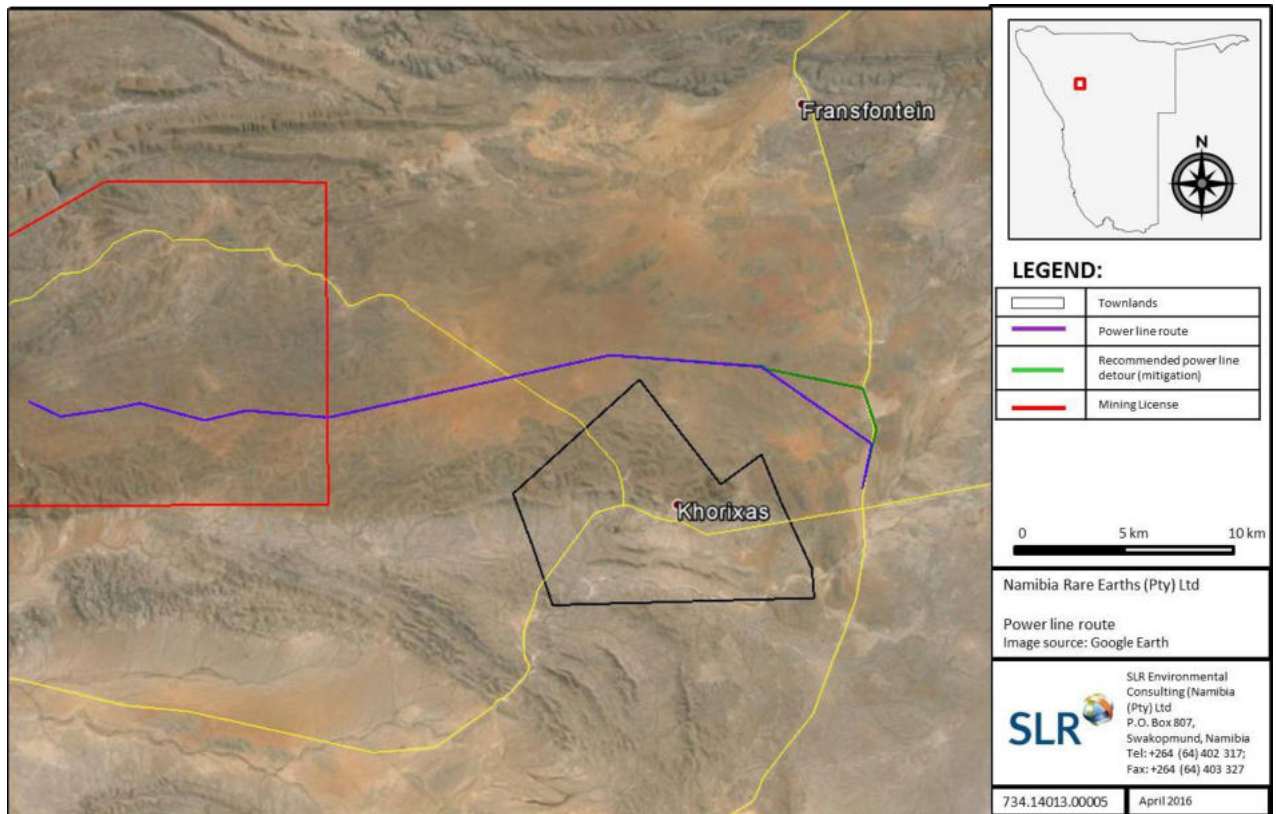 Fransfontein
Khorixas
N
LEGEND:
Townlands
Power line route
Recommended power line
detour (mitigation)
Mining License
0 5 km 10 km
Namibia Rare Earths (Pty) Ltd
Power line route
Image source: Google Earth
SLR
SLR Environmental
Consulting (Namibia
(Pty) Ltd
P.O. Box 807,
Swakopmund, Namibia
Tel: +264 (64) 402 317;
Fax: +264 (64) 403 327
734.14013.00005
April 2016